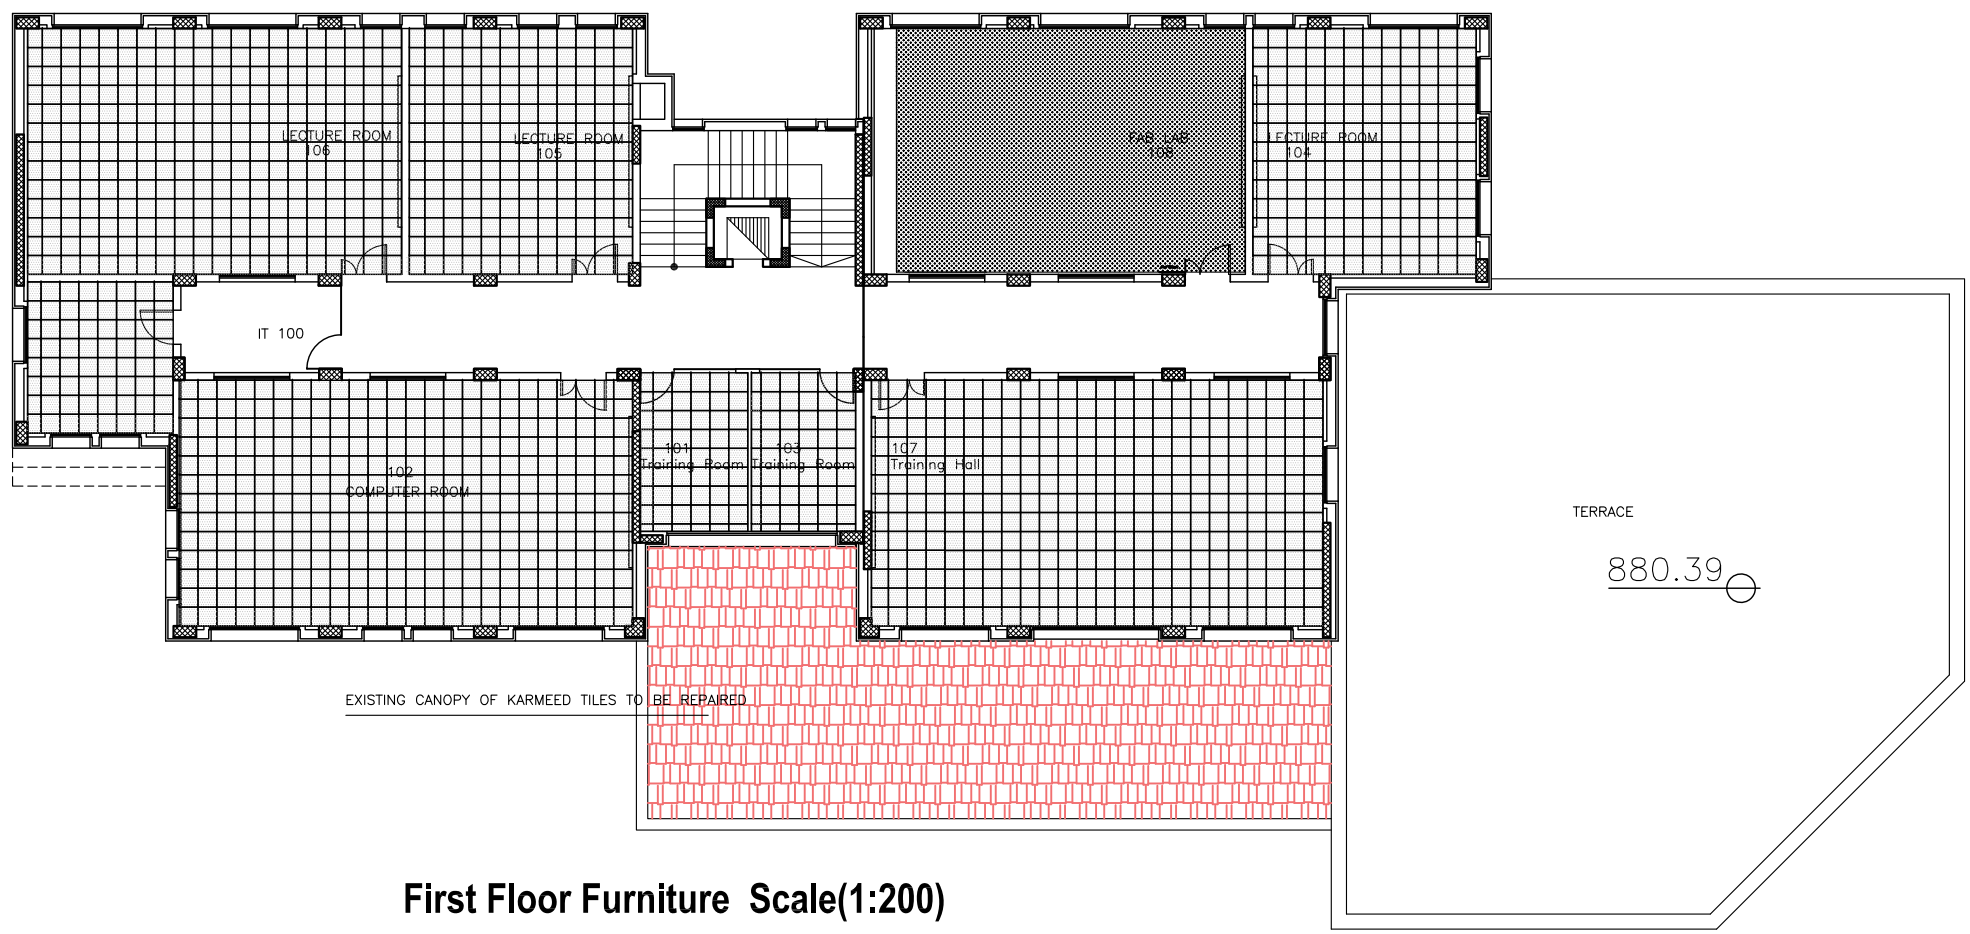 LECTURE ROOM
106
LECTURE ROOM
105
FAB LAB
108
LECTURE ROOM
104
IT 100
102
COMPUTER ROOM
101
Training Room
103
Training Room
107
Training Hall
TERRACE
880.39
EXISTING CANOPY OF KARMEED TILES TO BE REPAIRED
First Floor Furniture Scale(1:200)